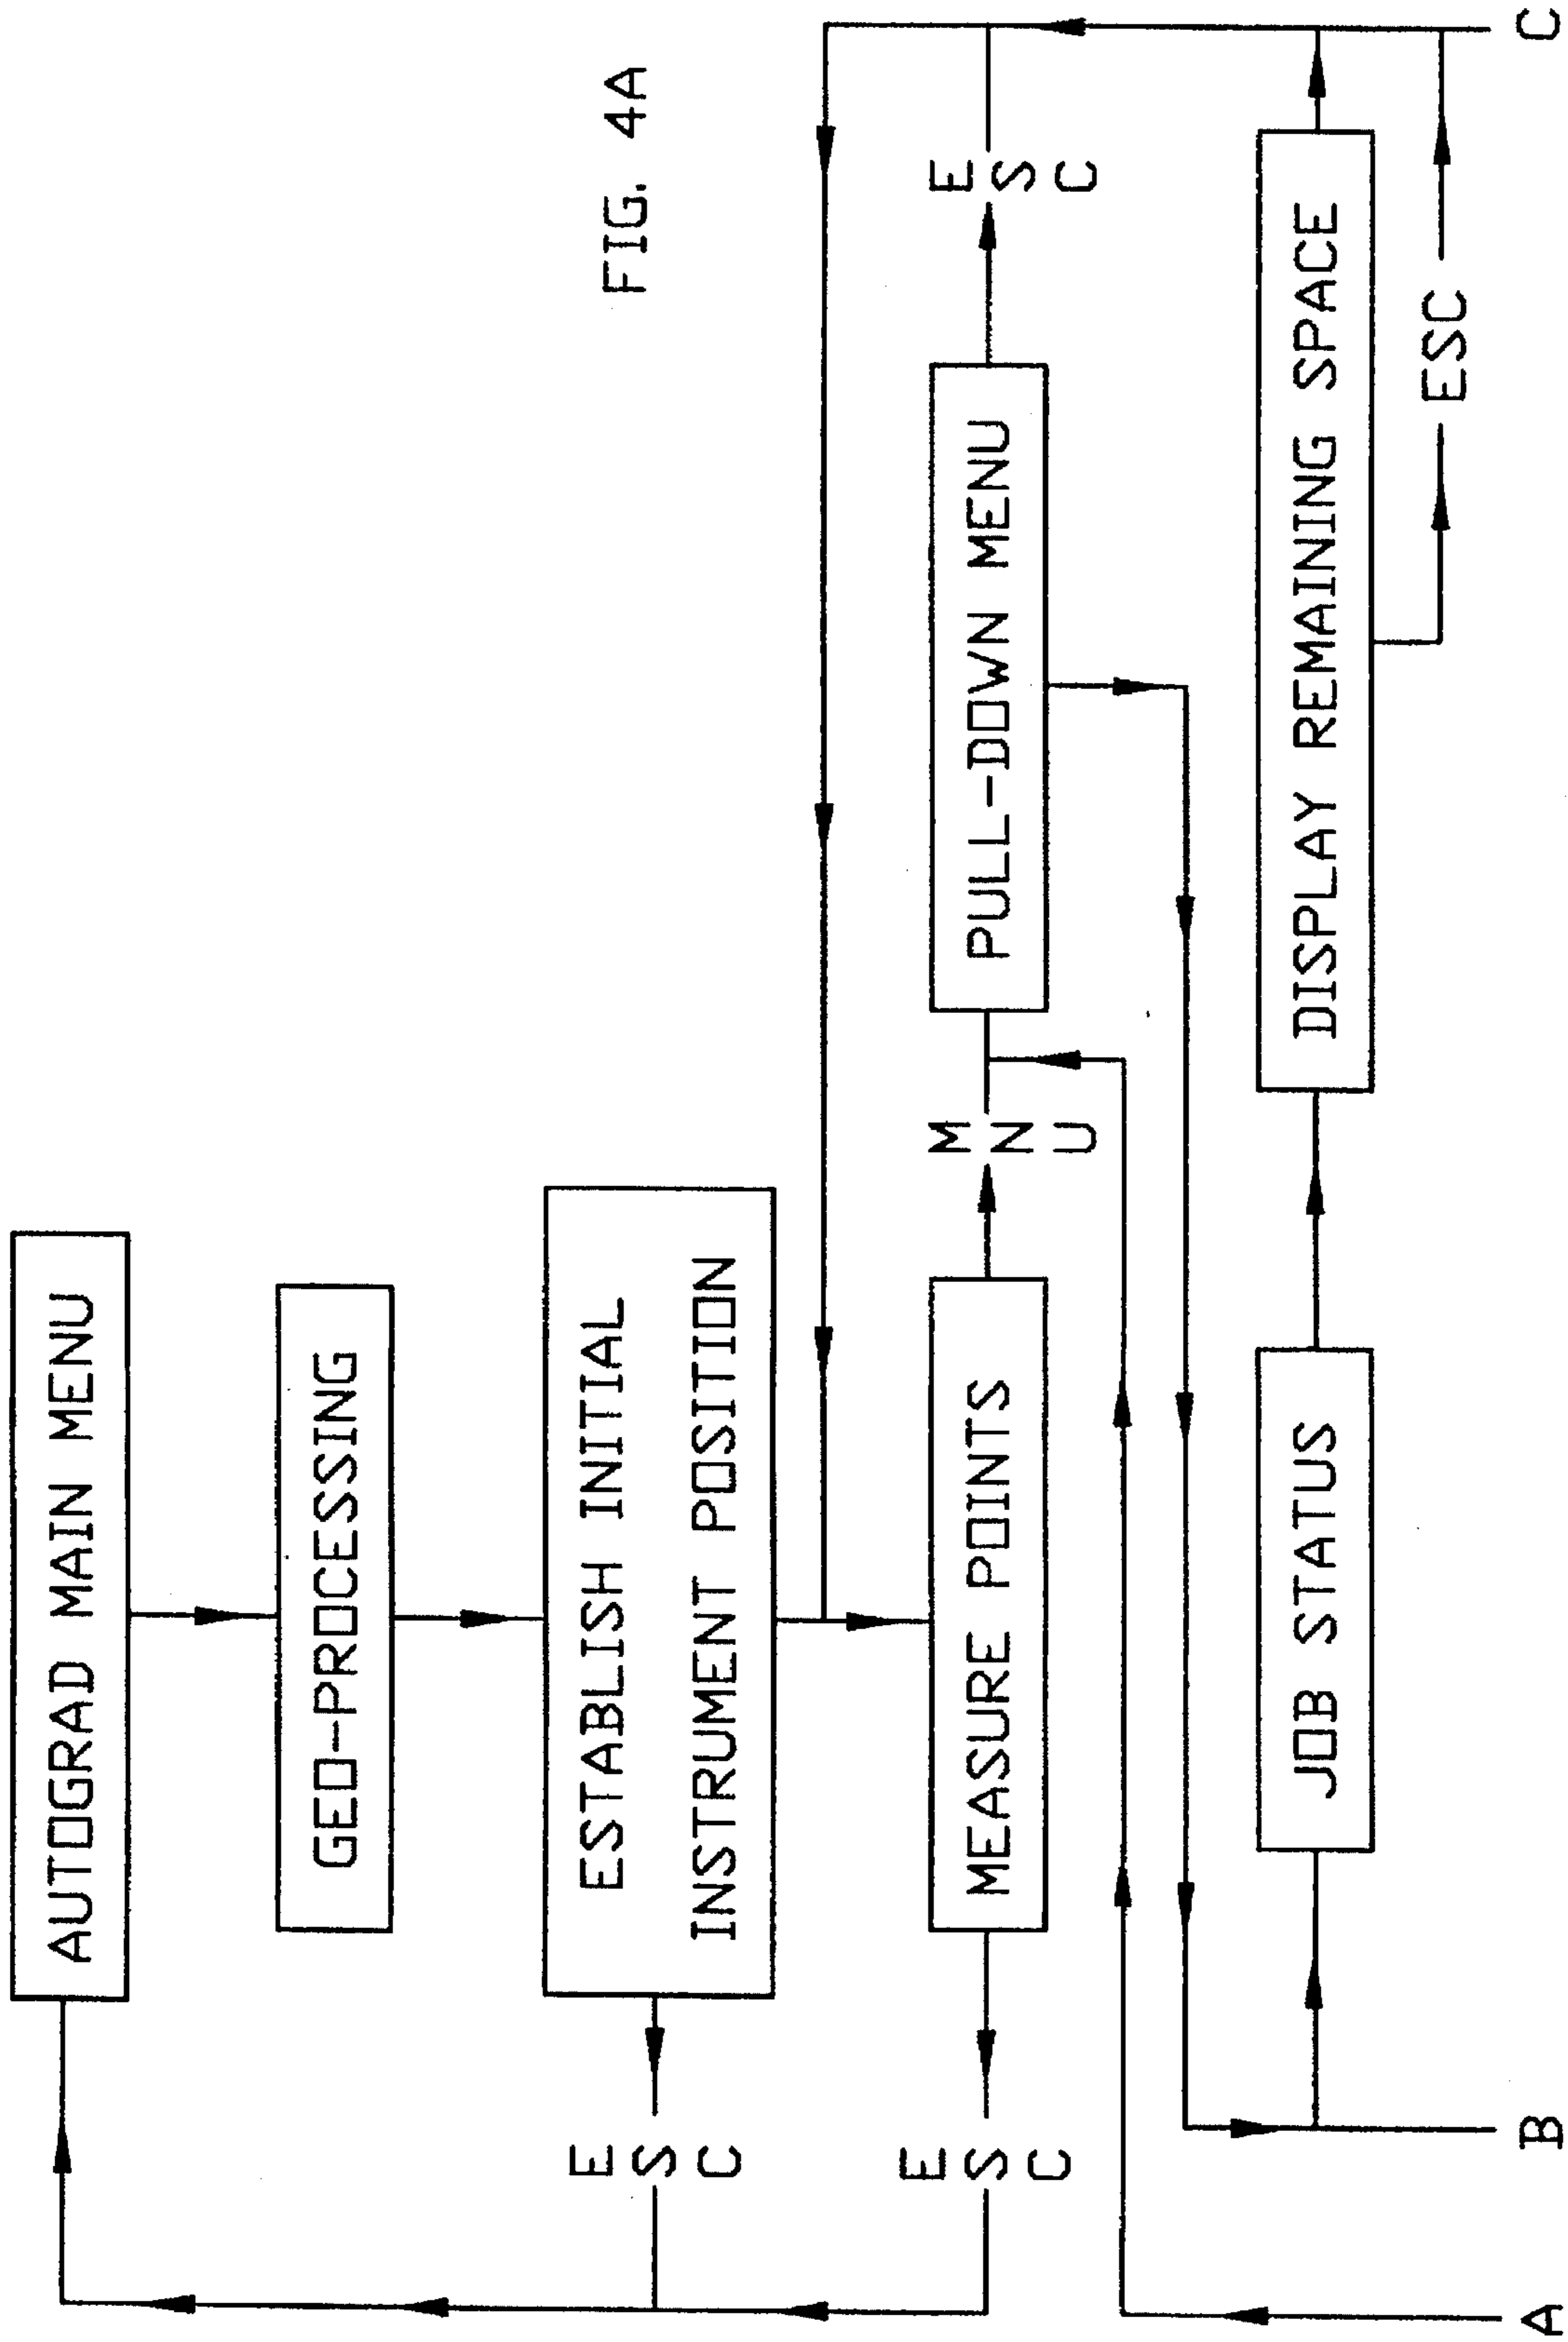 FIG. 4A
AUTOGRAD MAIN MENU
GEO-PROCESSING
ESTABLISH INITIAL
INSTRUMENT POSITION
ESC
ESC
MEASURE POINTS
MNU
PULL-DOWN MENU
ESC
JOB STATUS
DISPLAY REMAINING SPACE
ESC
A
B
C